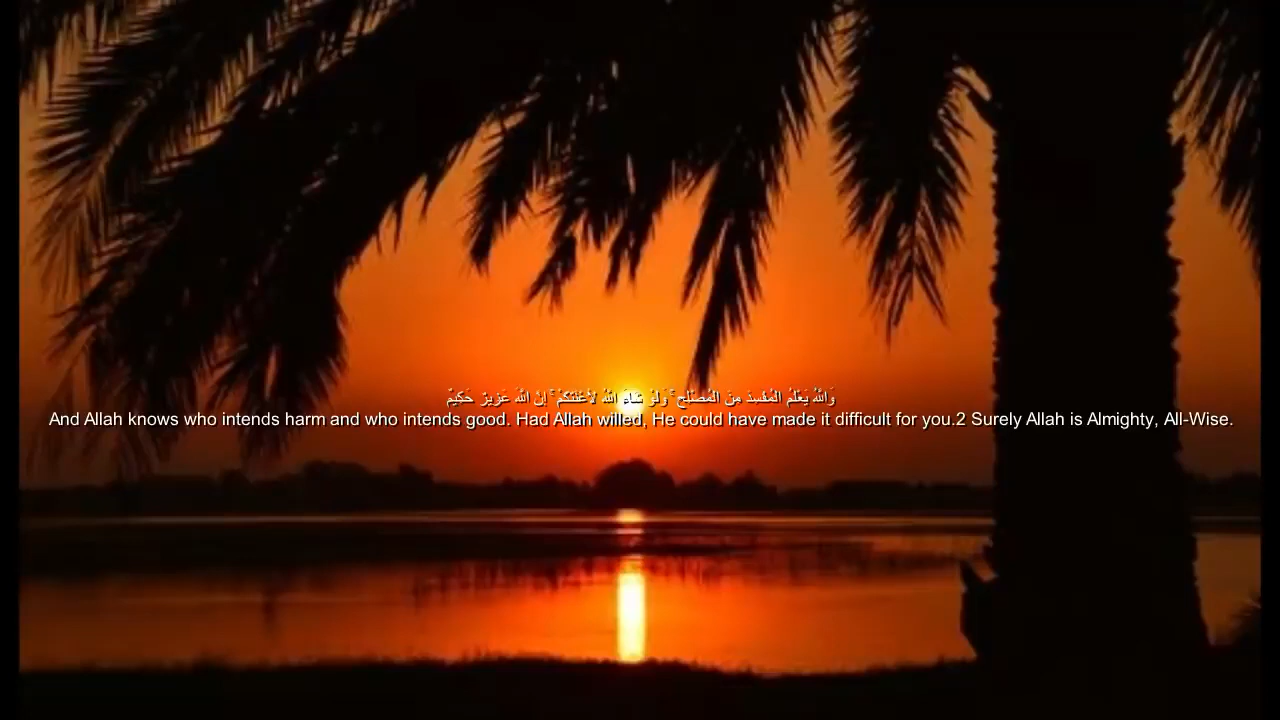 وَاللَّهُ يَعْلَمُ الْمُفْسِدَ مِنَ الْمُصْلِحِ ۚ وَلَوْ شَاءَ اللَّهُ لَأَعْنَتَكُمْ ۚ إِنَّ اللَّهَ عَزِيزٌ حَكِيمٌ
And Allah knows who intends harm and who intends good. Had Allah willed, He could have made it difficult for you.2 Surely Allah is Almighty, All-Wise.